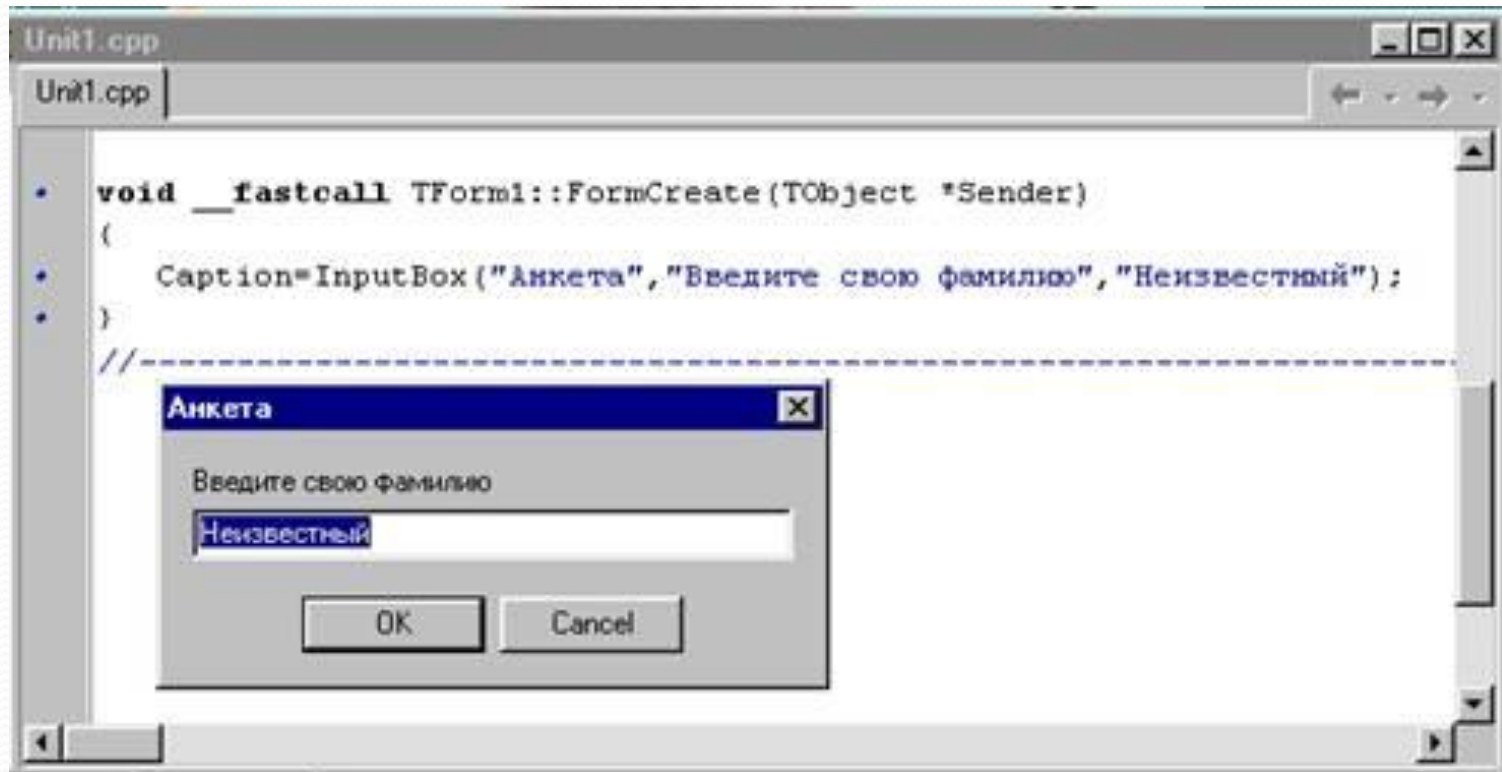 Unit1.cpp
Unit1.cpp
void __fastcall TForm1::FormCreate(TObject *Sender)
{
Caption=InputBox("Анкета","Введите свою фамилию","Неизвестный");
}
//--------------------------------------------------------------------
Анкета
Введите свою фамилию
Неизвестный
OK Cancel